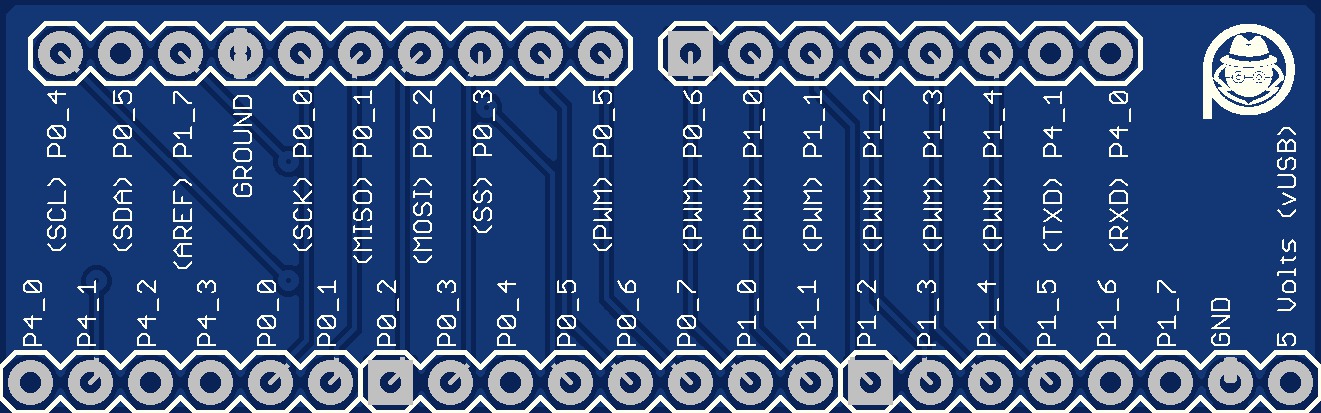 (SCL) P0_4
(SDA) P0_5
(AREF) P1_7
GROUND
(SCK) P0_0
(MISO) P0_1
(MOSI) P0_2
(SS) P0_3
(PWM) P0_5
(PWM) P0_6
(PWM) P1_0
(PWM) P1_1
(PWM) P1_2
(PWM) P1_3
(PWM) P1_4
(TXD) P4_1
(RXD) P4_0
P4_0
P4_1
P4_2
P4_3
P0_0
P0_1
P0_2
P0_3
P0_4
P0_5
P0_6
P0_7
P1_0
P1_1
P1_2
P1_3
P1_4
P1_5
P1_6
P1_7
GND
5 Volts (vUSB)